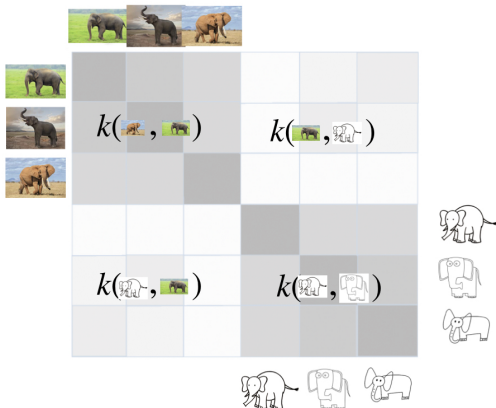 k( , ) k( , )
k( , ) k( , )